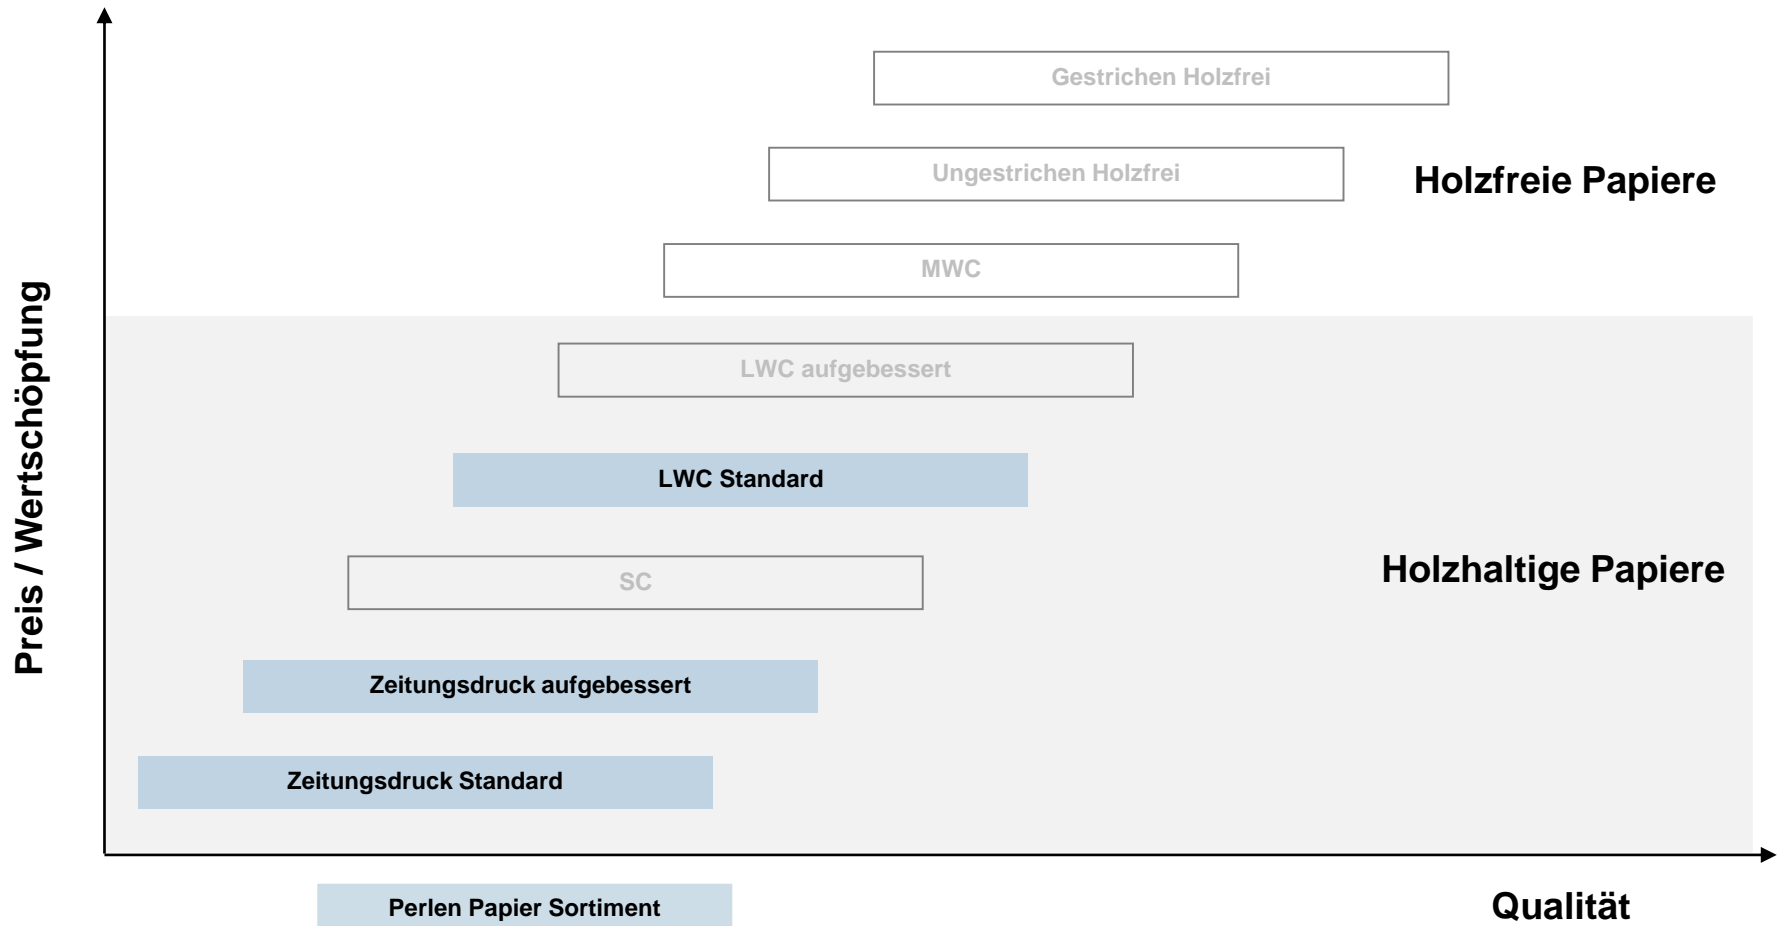 Gestrichen Holzfrei
Ungestrichen Holzfrei
Holzfreie Papiere
MWC
Preis / Wertschöpfung
LWC aufgebessert
LWC Standard
Holzhaltige Papiere
SC
Zeitungsdruck aufgebessert
Zeitungsdruck Standard
Perlen Papier Sortiment
Qualität